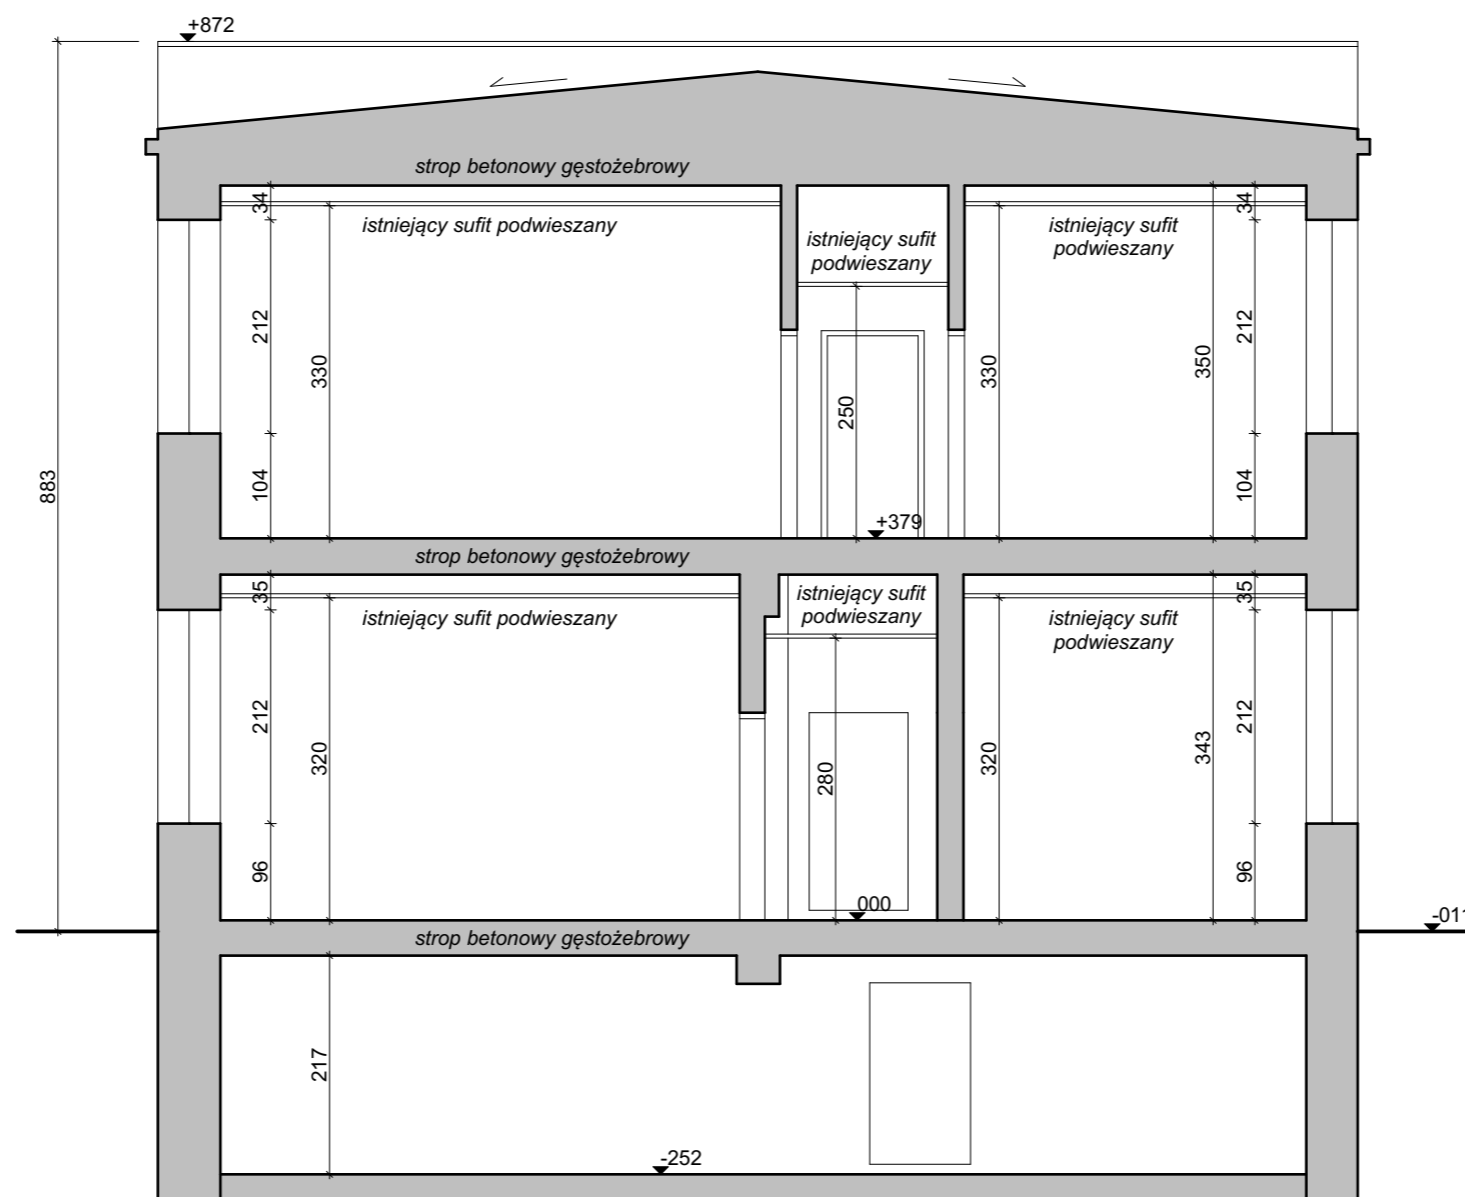 +872
strop betonowy gęstożebrowy
34
istniejący sufit podwieszany
istniejący sufit
podwieszany
istniejący sufit
podwieszany
34
212
330
250
330
350
212
883
104
104
+379
strop betonowy gęstożebrowy
35
istniejący sufit podwieszany
istniejący sufit
podwieszany
istniejący sufit
podwieszany
35
212
320
280
320
343
212
96
96
000
-011
strop betonowy gęstożebrowy
217
-252